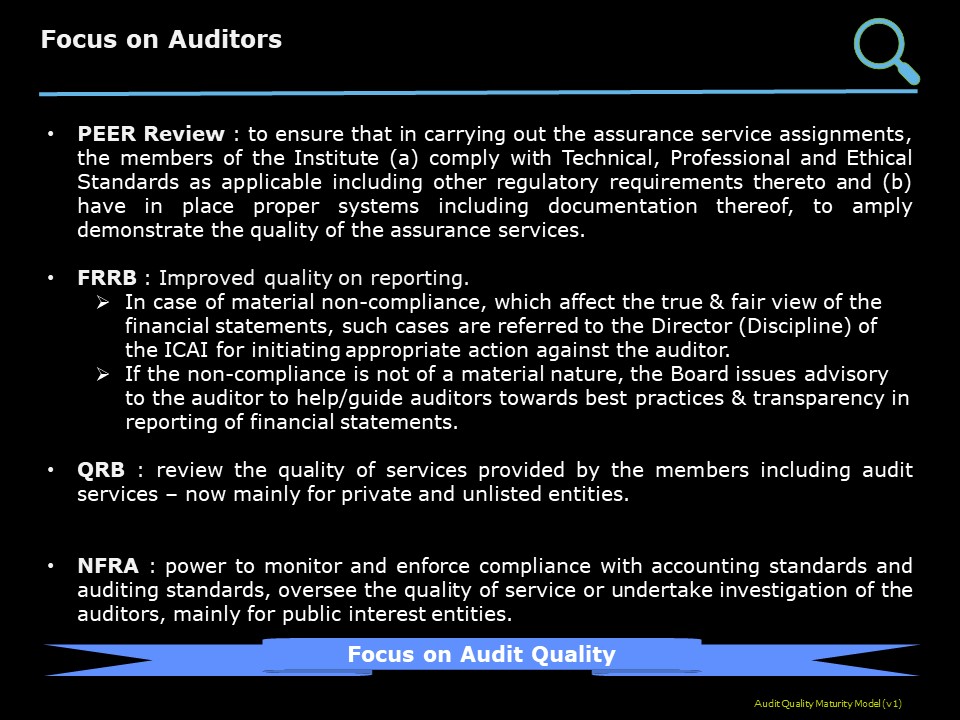 Focus on Auditors
• PEER Review : to ensure that in carrying out the assurance service assignments,
the members of the Institute (a) comply with Technical, Professional and Ethical
Standards as applicable including other regulatory requirements thereto and (b)
have in place proper systems including documentation thereof, to amply
demonstrate the quality of the assurance services.
• FRRB : Improved quality on reporting.
➢ In case of material non-compliance, which affect the true & fair view of the
financial statements, such cases are referred to the Director (Discipline) of
the ICAI for initiating appropriate action against the auditor.
➢ If the non-compliance is not of a material nature, the Board issues advisory
to the auditor to help/guide auditors towards best practices & transparency in
reporting of financial statements.
• QRB : review the quality of services provided by the members including audit
services – now mainly for private and unlisted entities.
• NFRA : power to monitor and enforce compliance with accounting standards and
auditing standards, oversee the quality of service or undertake investigation of the
auditors, mainly for public interest entities.
Focus on Audit Quality
Audit Quality Maturity Model (v1)